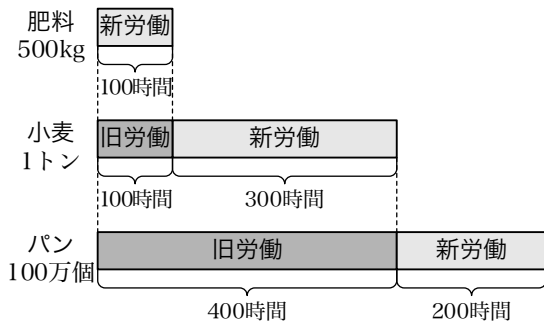 肥料
500kg
新労働
100時間
小麦
1トン
旧労働
新労働
100時間
300時間
パン
100万個
旧労働
新労働
400時間
200時間